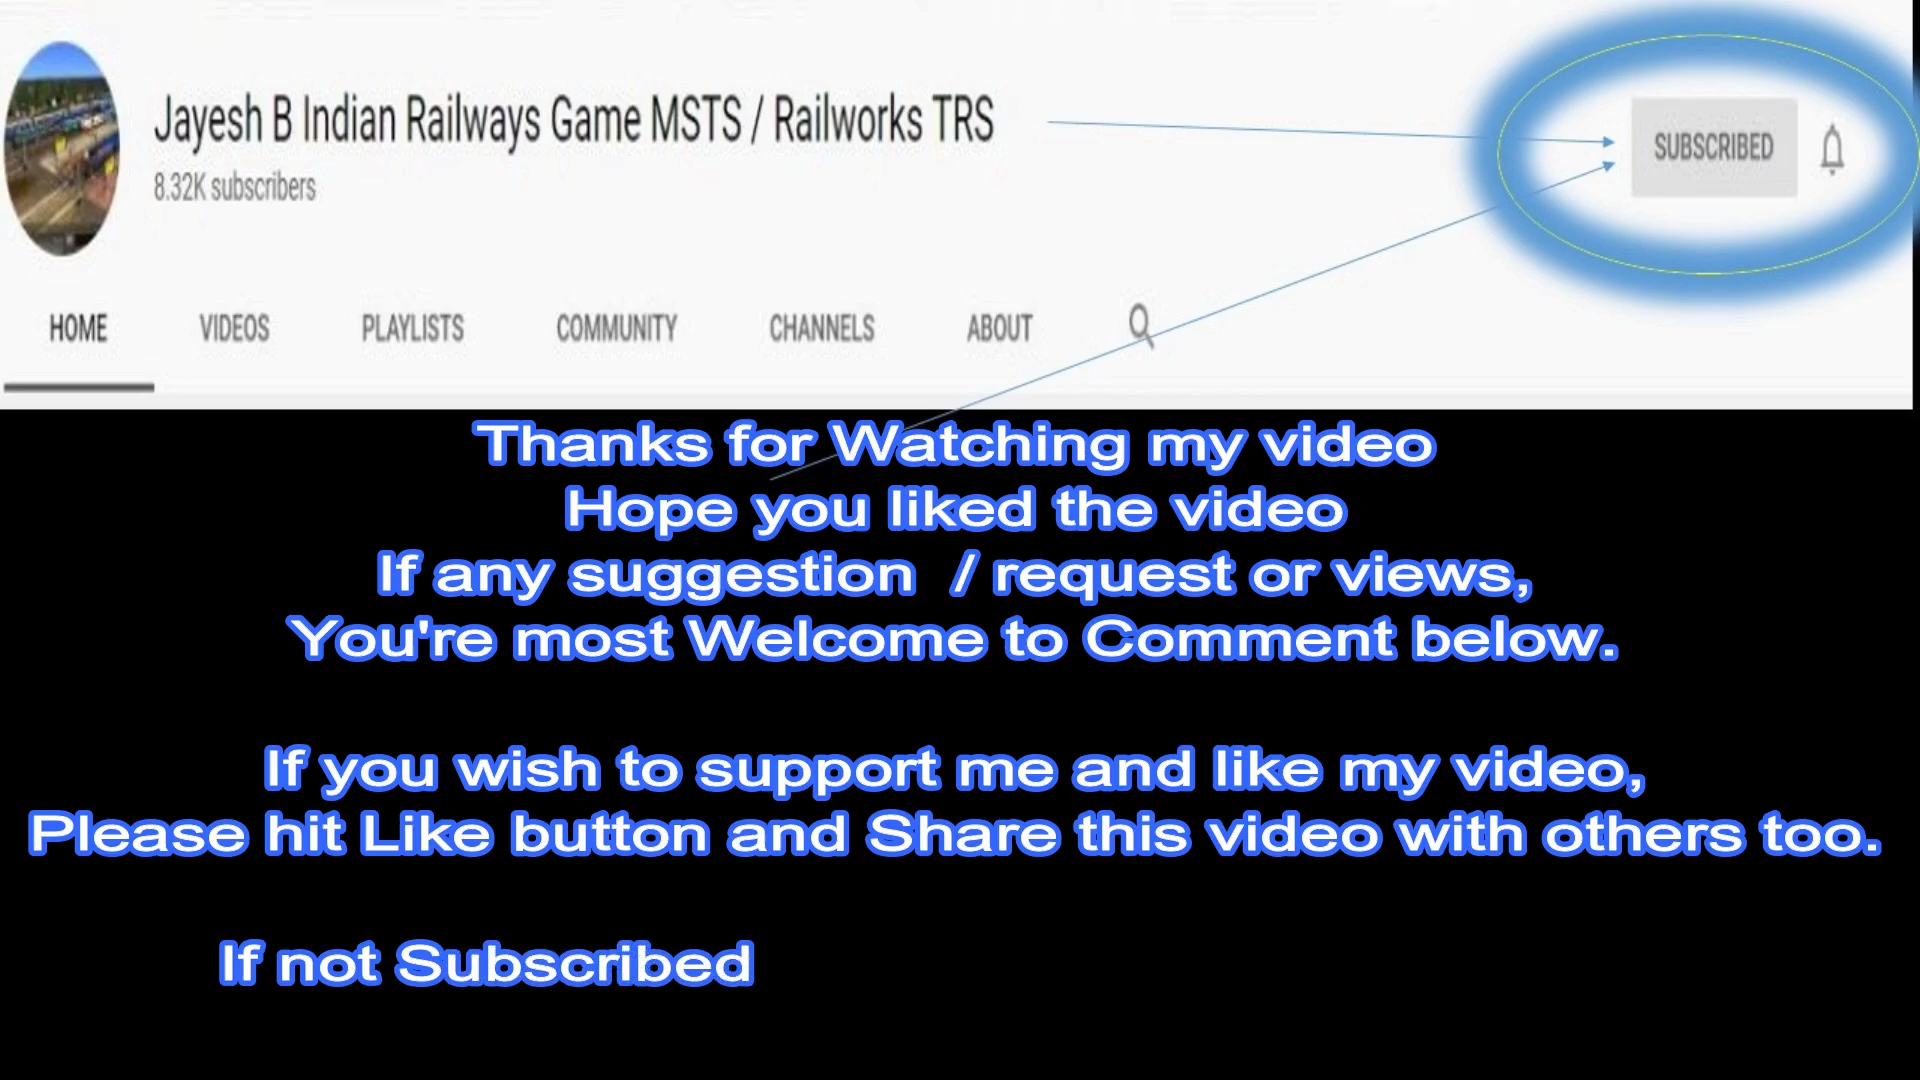 Jayesh B Indian Railways Game MSTS / Railworks TRS
8.32K subscribers
SUBSCRIBED
HOME VIDEOS PLAYLISTS COMMUNITY CHANNELS ABOUT
Thanks for Watching my video
Hope you liked the video
If any suggestion  / request or views,
You're most Welcome to Comment below.
If you wish to support me and like my video,
Please hit Like button and Share this video with others too.
If not Subscribed